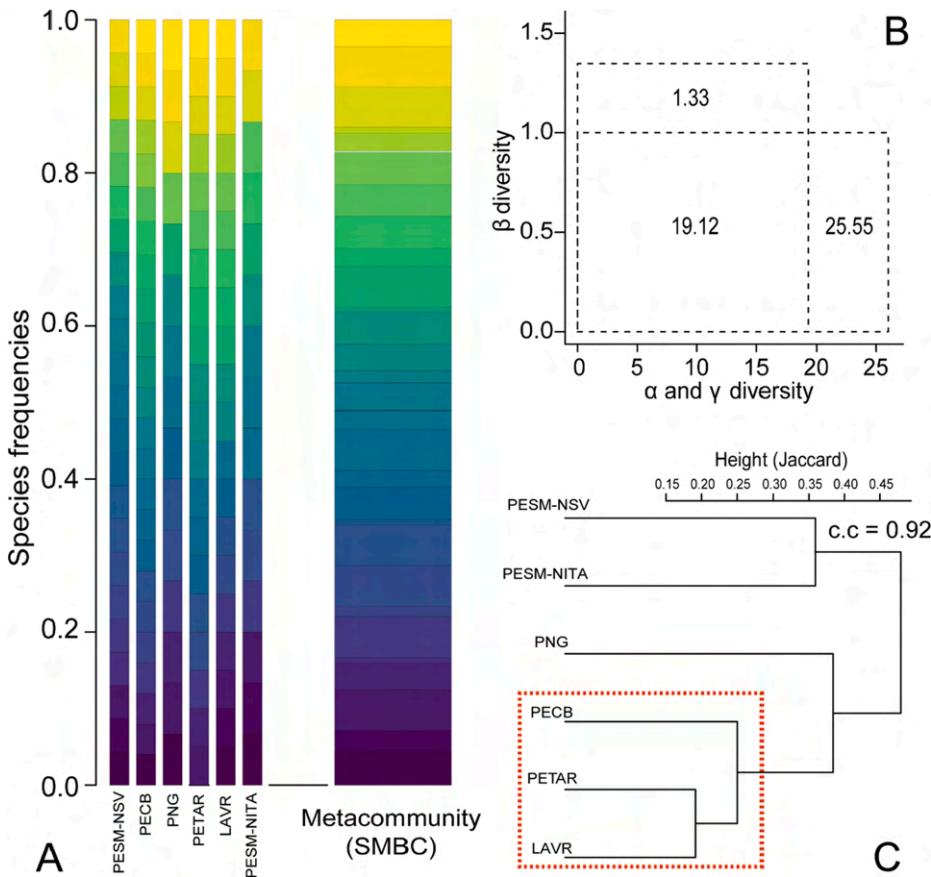 A
Species frequencies
1.0
0.8
0.6
0.4
0.2
0.0
PESM-NSV
PECB
PNG
PETAR
LAVR
PESM-NITA
Metacommunity
(SMBC)
B
β diversity
1.5
1.0
0.5
0.0
1.33
19.12
25.55
0 5 10 15 20 25
α and γ diversity
Height (Jaccard)
0.15 0.19 0.25 0.30 0.35 0.40 0.45
c.c = 0.92
PESM-NSV
PESM-NITA
PNG
PECB
PETAR
LAVR
C